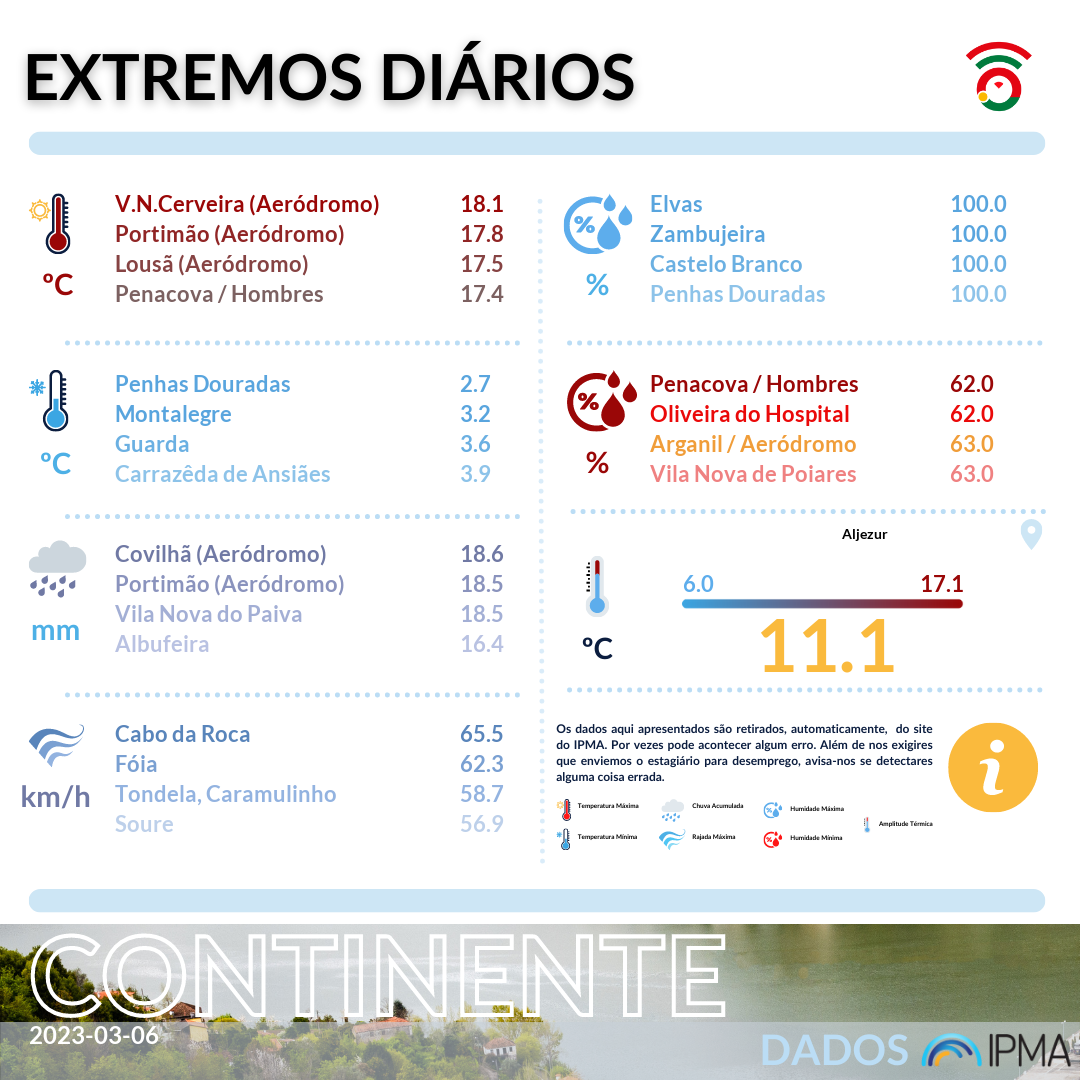 EXTREMOS DIÁRIOS
V.N.Cerveira (Aeródromo) 18.1
Portimão (Aeródromo) 17.8
Lousã (Aeródromo) 17.5
Penacova / Hombres 17.4
ºC
Penhas Douradas 2.7
Montalegre 3.2
Guarda 3.6
Carrazêda de Ansiães 3.9
ºC
Covilhã (Aeródromo) 18.6
Portimão (Aeródromo) 18.5
Vila Nova do Paiva 18.5
Albufeira 16.4
mm
Cabo da Roca 65.5
Fóia 62.3
Tondela, Caramulinho 58.7
Soure 56.9
km/h
%
Elvas 100.0
Zambujeira 100.0
Castelo Branco 100.0
Penhas Douradas 100.0
%
%
Penacova / Hombres 62.0
Oliveira do Hospital 62.0
Arganil / Aeródromo 63.0
Vila Nova de Poiares 63.0
%
Aljezur
6.0 17.1
11.1
ºC
Os dados aqui apresentados são retirados, automaticamente, do site
do IPMA. Por vezes pode acontecer algum erro. Além de nos exigires
que enviemos o estagiário para desemprego, avisa-nos se detectares
alguma coisa errada.
i
Temperatura Máxima Chuva Acumulada Humidade Máxima
Amplitude Térmica
Temperatura Mínima Rajada Máxima Humidade Mínima
CONTINENTE
2023-03-06
DADOS IPMA